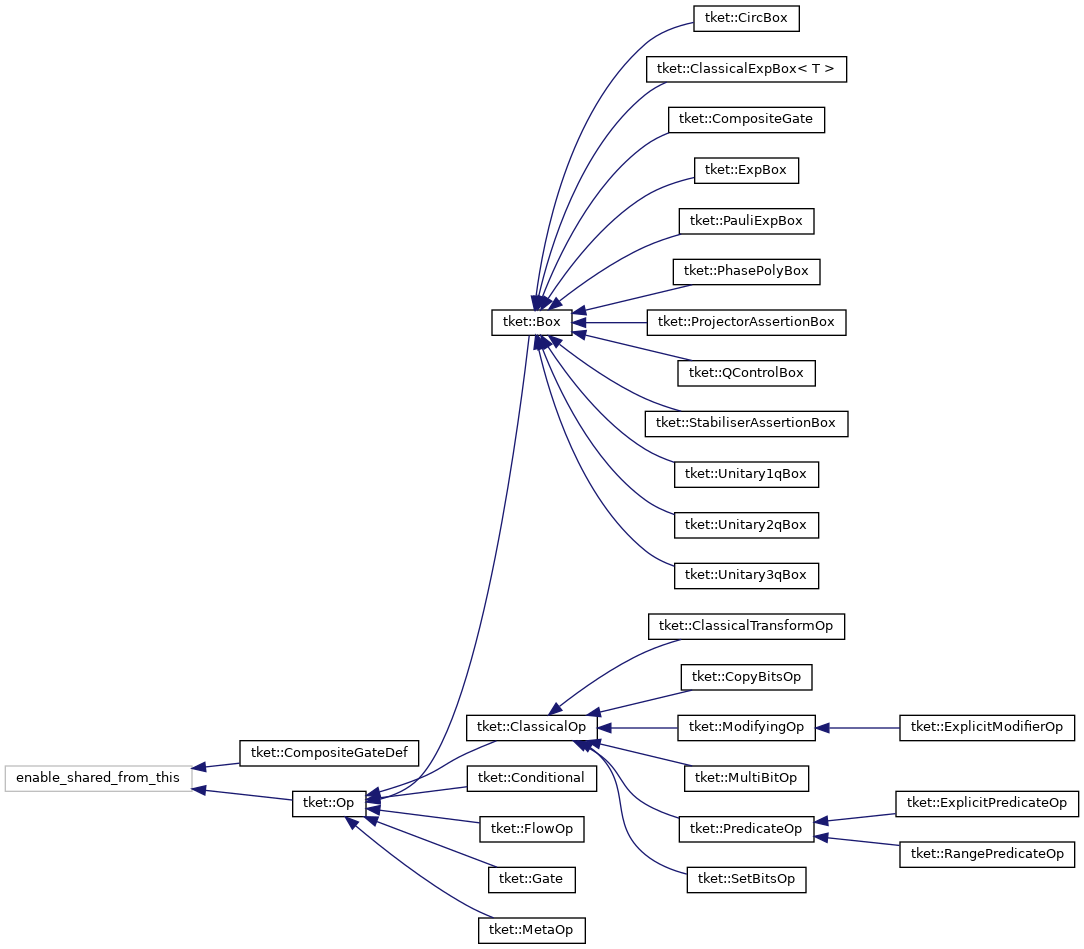 tket::CircBox
tket::ClassicalExpBox< T >
tket::CompositeGate
tket::ExpBox
tket::PauliExpBox
tket::PhasePolyBox
tket::Box
tket::ProjectorAssertionBox
tket::QControlBox
tket::StabiliserAssertionBox
tket::Unitary1qBox
tket::Unitary2qBox
tket::Unitary3qBox
tket::ClassicalTransformOp
tket::CopyBitsOp
tket::ClassicalOp
tket::ModifyingOp
tket::ExplicitModifierOp
tket::CompositeGateDef
enable_shared_from_this
tket::Conditional
tket::MultiBitOp
tket::Op
tket::ExplicitPredicateOp
tket::FlowOp
tket::PredicateOp
tket::RangePredicateOp
tket::Gate
tket::SetBitsOp
tket::MetaOp